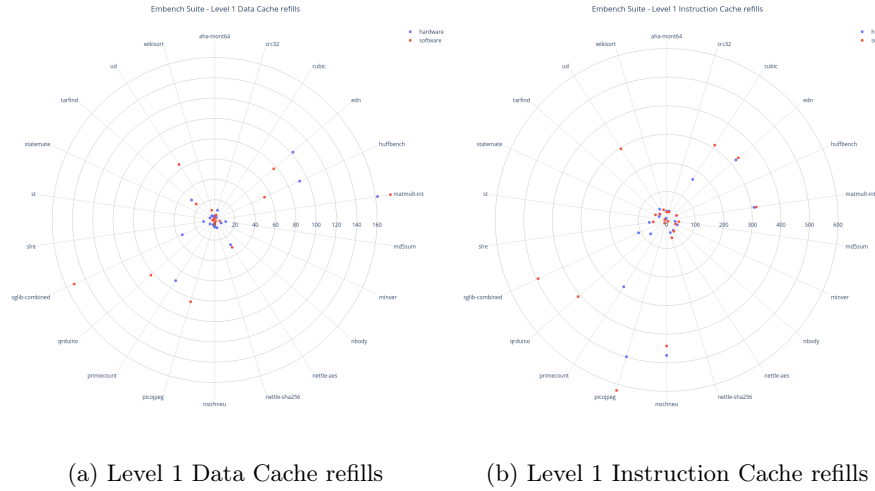 Embench Suite - Level 1 Data Cache refills
hardware
software
aha-mont64
crc32
cubic
edn
huffbench
matmult-int
md5sum
minver
nbody
nettle-aes
nettle-sha256
nsichneu
picojpeg
primecount
qrduino
sglib-combined
slre
st
statemate
tarfind
ud
wikisort
20 40 60 80 100 120 140 160
(a) Level 1 Data Cache refills
Embench Suite - Level 1 Instruction Cache refills
aha-mont64
crc32
cubic
edn
huffbench
matmult-int
md5sum
minver
nbody
nettle-aes
nettle-sha256
nsichneu
picojpeg
primecount
qrduino
sglib-combined
slre
st
statemate
tarfind
ud
wikisort
100 200 300 400 500 600
(b) Level 1 Instruction Cache refills